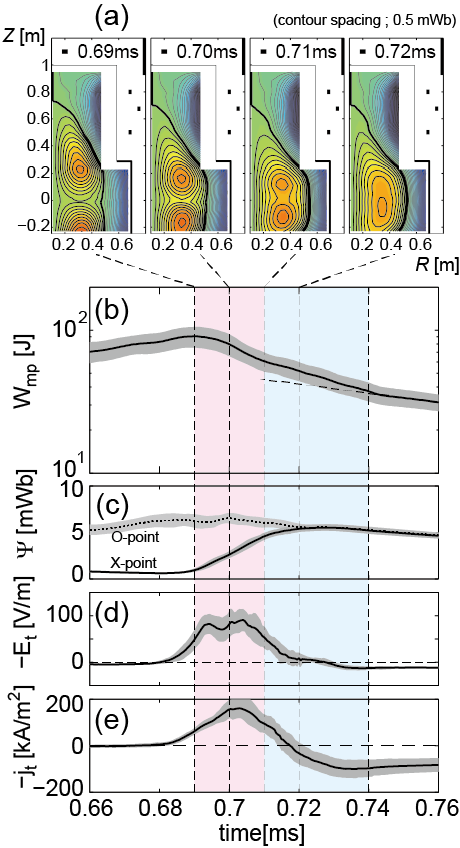 (a) (contour spacing ; 0.5 mWb)
Z [m]
0.69ms 0.70ms 0.71ms 0.72ms
1
0.8
0.6
0.4
0.2
0
−0.2
0.2 0.4 0.6 0.2 0.4 0.6 0.2 0.4 0.6 0.2 0.4 0.6
R [m]
(b)
10²
W_mp [J]
10¹
(c)
10
Ψ [mWb]
5
O-point
X-point
0
(d)
−E_t [V/m]
100
0
(e)
−j_t [kA/m²]
200
0
−200
0.66 0.68 0.7 0.72 0.74 0.76
time[ms]